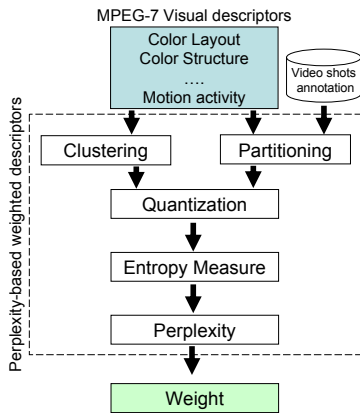 MPEG-7 Visual descriptors
Color Layout
Color Structure
....
Motion activity
Video shots
annotation
Perplexity-based weighted descriptors
Clustering
Partitioning
Quantization
Entropy Measure
Perplexity
Weight